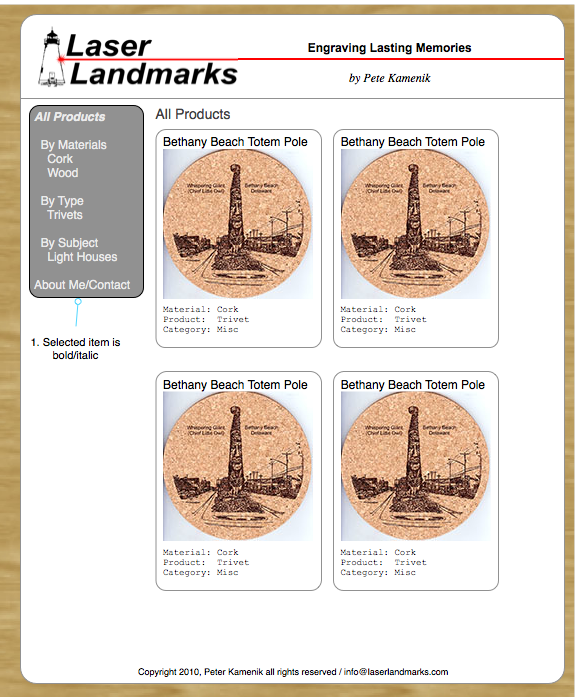 Laser
Landmarks
Engraving Lasting Memories
by Pete Kamenik
All Products
By Materials
Cork
Wood
By Type
Trivets
By Subject
Light Houses
About Me/Contact
1. Selected item is
bold/italic
All Products
Bethany Beach Totem Pole
Whispering Giant
(Chief Little Owl)
Bethany Beach
Delaware
Material: Cork
Product: Trivet
Category: Misc
Bethany Beach Totem Pole
Whispering Giant
(Chief Little Owl)
Bethany Beach
Delaware
Material: Cork
Product: Trivet
Category: Misc
Bethany Beach Totem Pole
Whispering Giant
(Chief Little Owl)
Bethany Beach
Delaware
Material: Cork
Product: Trivet
Category: Misc
Bethany Beach Totem Pole
Whispering Giant
(Chief Little Owl)
Bethany Beach
Delaware
Material: Cork
Product: Trivet
Category: Misc
Copyright 2010, Peter Kamenik all rights reserved / info@laserlandmarks.com